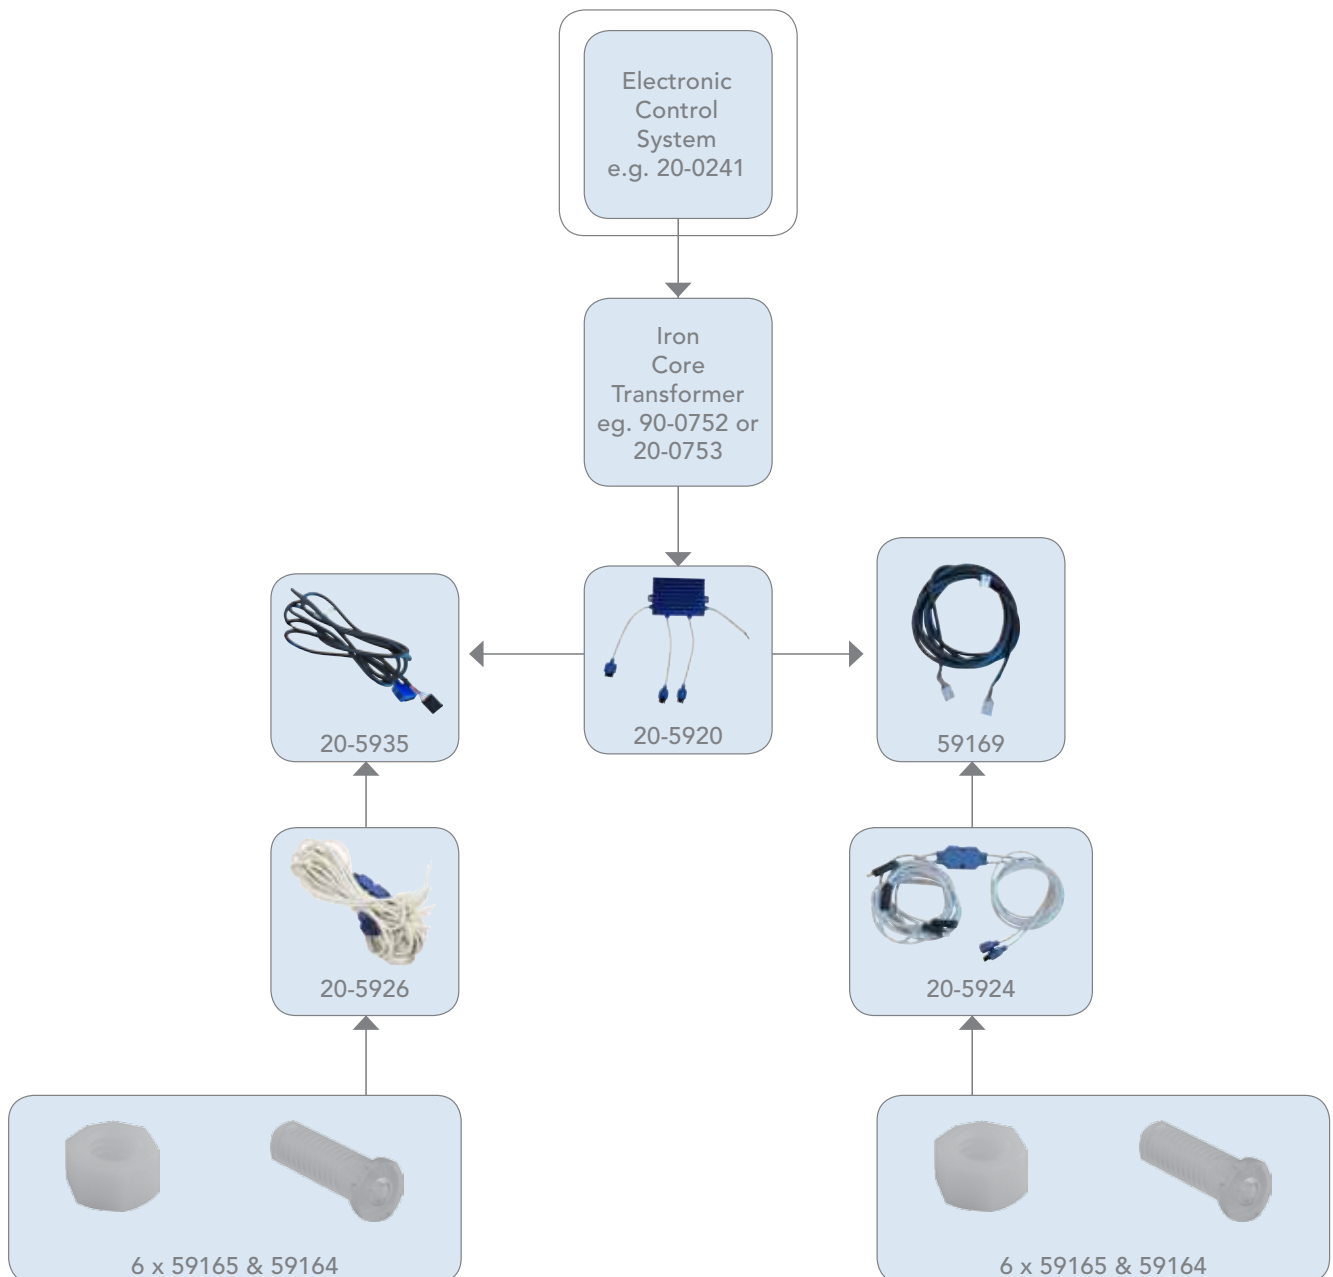 Electronic
Control
System
e.g. 20-0241
Iron
Core
Transformer
eg. 90-0752 or
20-0753
20-5935
20-5920
59169
20-5926
20-5924
6 x 59165 & 59164
6 x 59165 & 59164